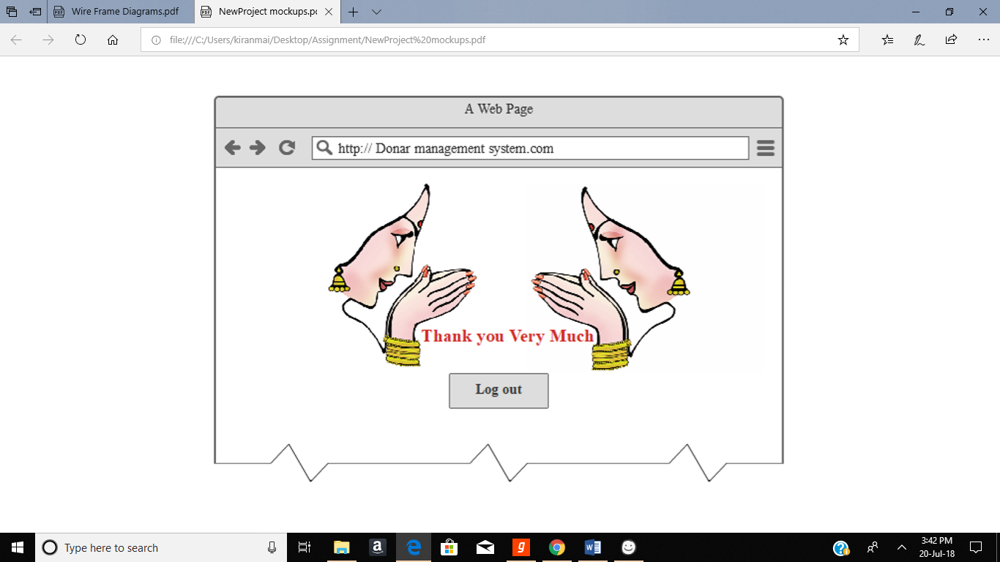 Wire Frame Diagrams.pdf
NewProject mockups.pd
file:///C:/Users/kiranmai/Desktop/Assignment/NewProject%20mockups.pdf
A Web Page
http:// Donar management system.com
Thank you Very Much
Log out
Type here to search
3:42 PM
20-Jul-18